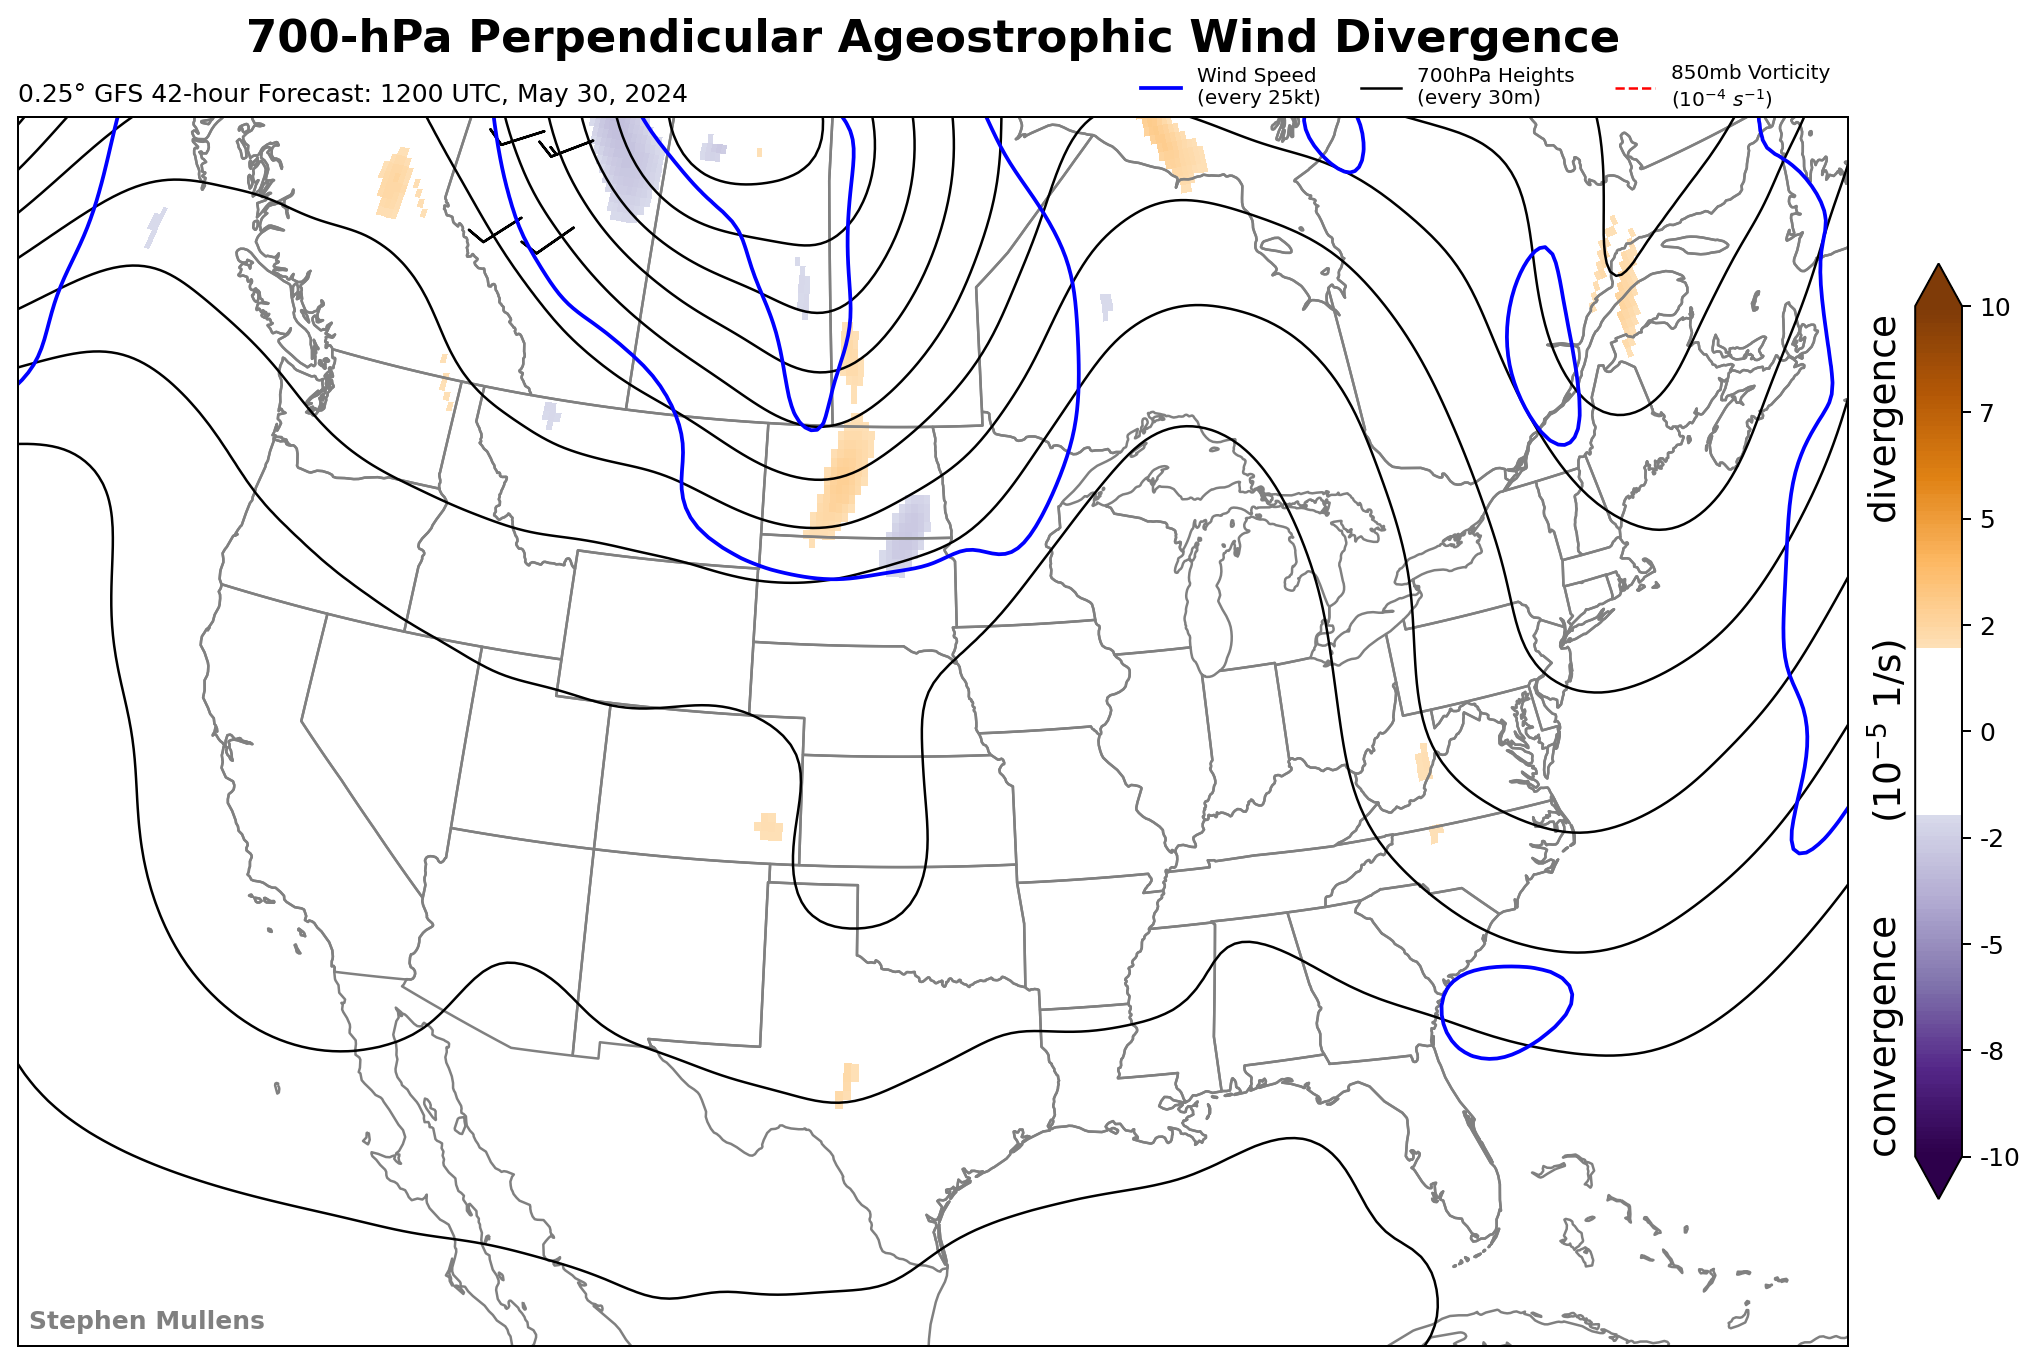 700-hPa Perpendicular Ageostrophic Wind Divergence
0.25° GFS 42-hour Forecast: 1200 UTC, May 30, 2024
Wind Speed
(every 25kt)
700hPa Heights
(every 30m)
850mb Vorticity
(10⁻⁴ s⁻¹)
10
7
5
2
0
-2
-5
-8
-10
convergence (10⁻⁵ 1/s) divergence
Stephen Mullens